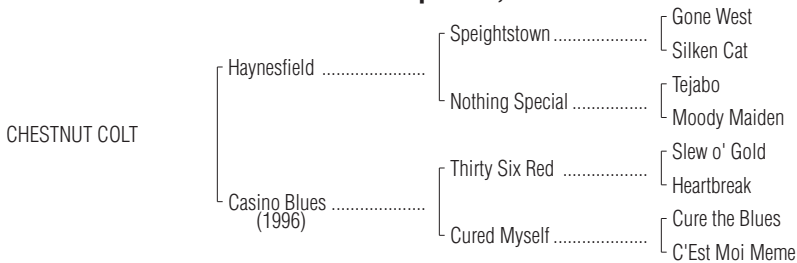 Gone West
Speightstown ....................
Silken Cat
Haynesfield ......................
Tejabo
Nothing Special ................
Moody Maiden
CHESTNUT COLT
Slew o' Gold
Thirty Six Red ..................
Heartbreak
Casino Blues ....................
(1996)
Cure the Blues
Cured Myself ....................
C'Est Moi Meme